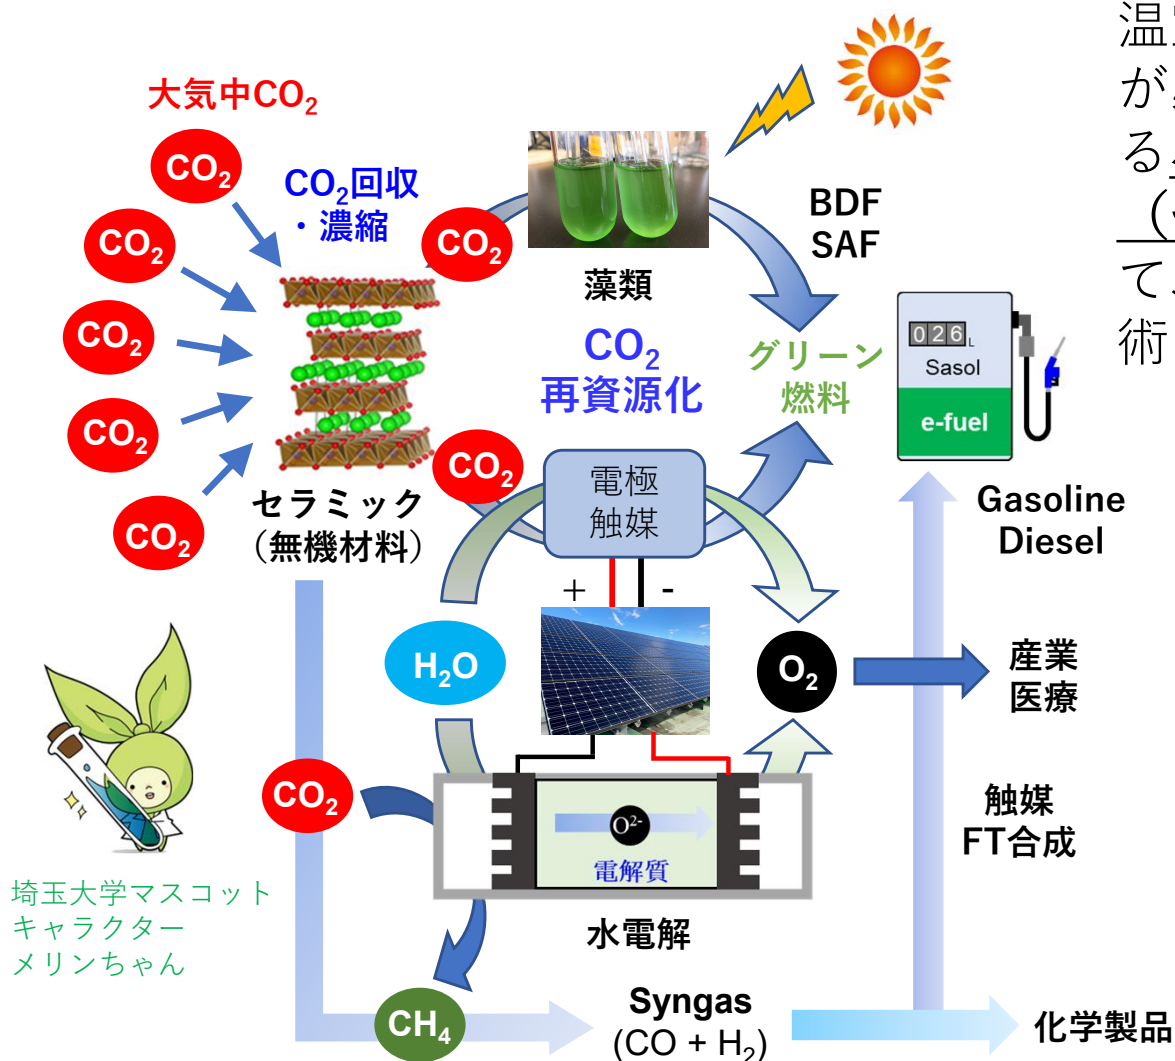 大気中CO₂
CO₂
CO₂
CO₂
CO₂
CO₂
CO₂回収
・濃縮
セラミック
（無機材料）
CO₂
藻類
BDF
SAF
CO₂
再資源化
グリーン
燃料
026 L
Sasol
e-fuel
Gasoline
Diesel
CO₂
電極
触媒
+ -
H₂O
O₂
産業
医療
CO₂
O²⁻
電解質
水電解
触媒
FT合成
CH₄
Syngas
(CO + H₂)
化学製品
埼玉大学マスコット
キャラクター
メリンちゃん
が
る
て
術